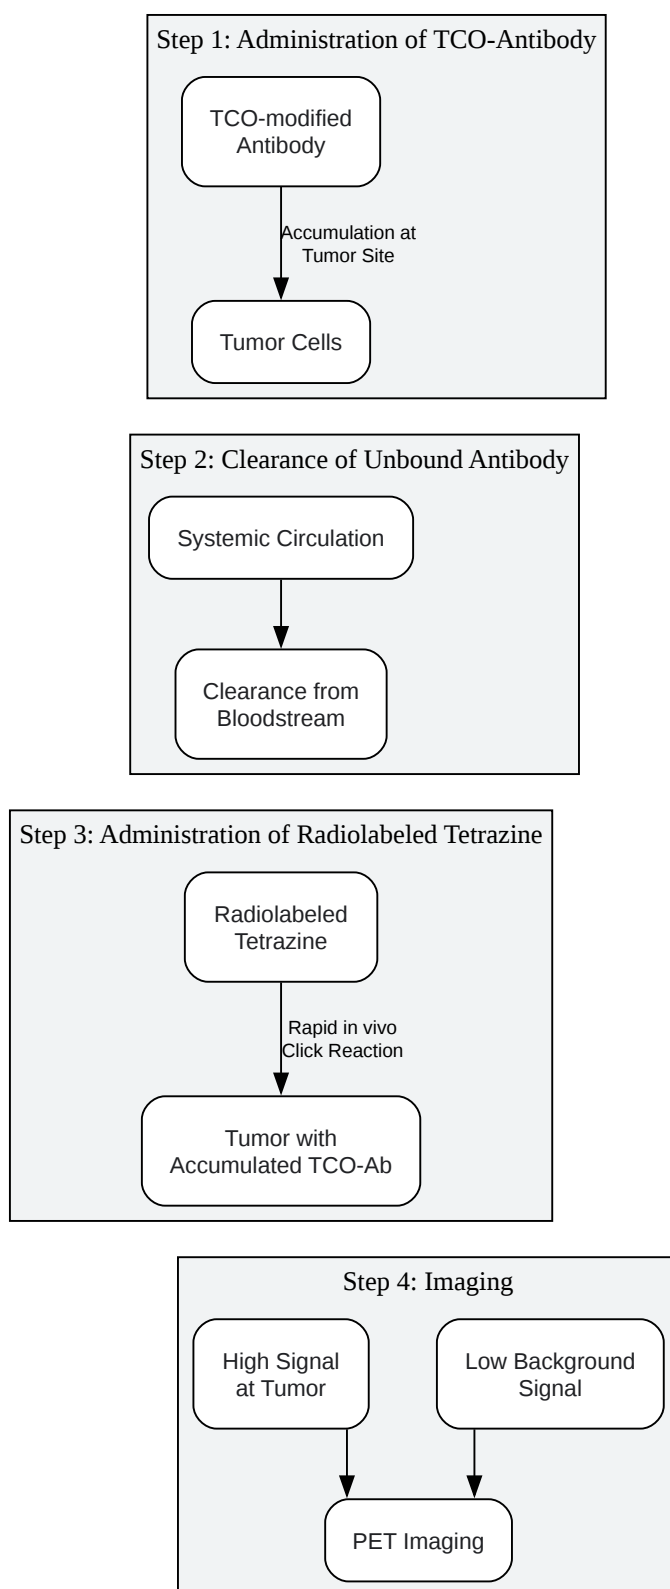 Step 1: Administration of TCO-Antibody
TCO-modified
Antibody
Accumulation at
Tumor Site
Tumor Cells
Step 2: Clearance of Unbound Antibody
Systemic Circulation
Clearance from
Bloodstream
Step 3: Administration of Radiolabeled Tetrazine
Radiolabeled
Tetrazine
Rapid in vivo
Click Reaction
Tumor with
Accumulated TCO-Ab
Step 4: Imaging
High Signal
at Tumor
Low Background
Signal
PET Imaging